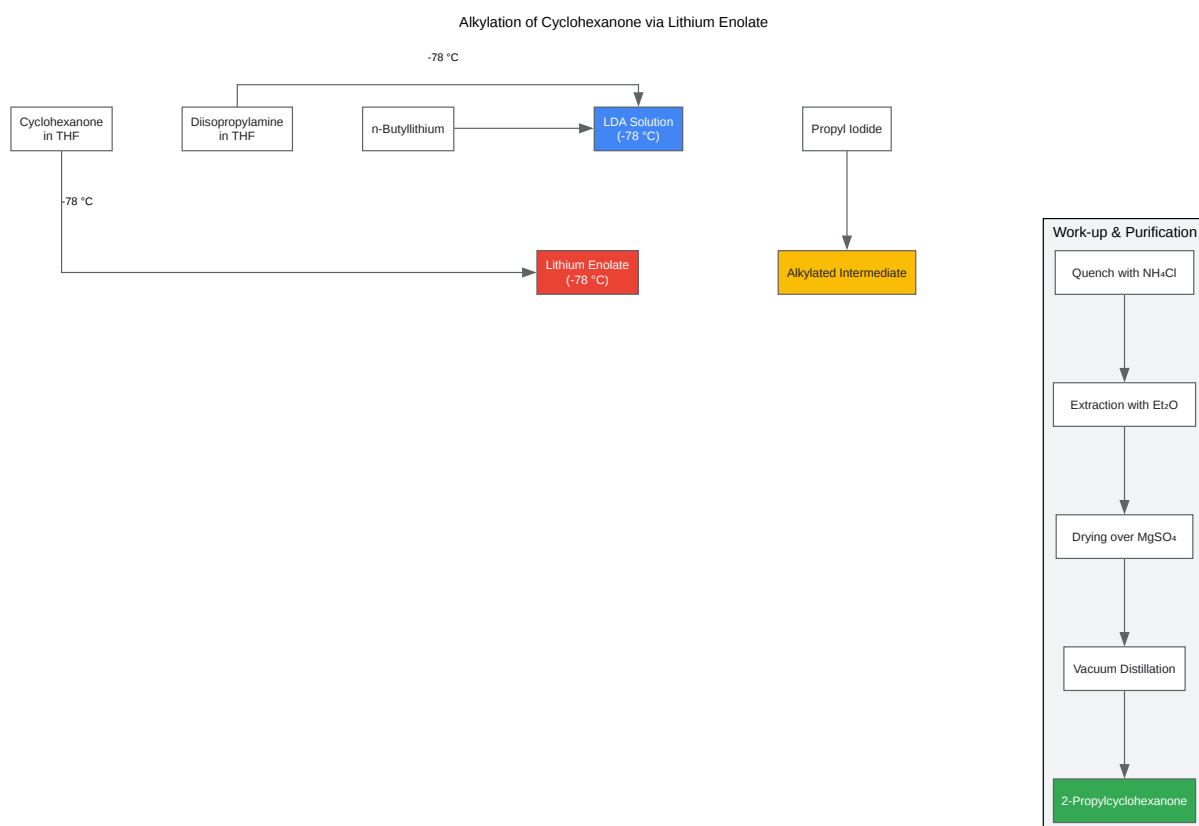 Alkylation of Cyclohexanone via Lithium Enolate
-78 °C
Cyclohexanone
in THF
Diisopropylamine
in THF
n-Butyllithium
LDA Solution
(-78 °C)
Propyl Iodide
-78 °C
Work-up & Purification
Lithium Enolate
(-78 °C)
Alkylated Intermediate
Quench with NH₄Cl
Extraction with Et₂O
Drying over MgSO₄
Vacuum Distillation
2-Propylcyclohexanone